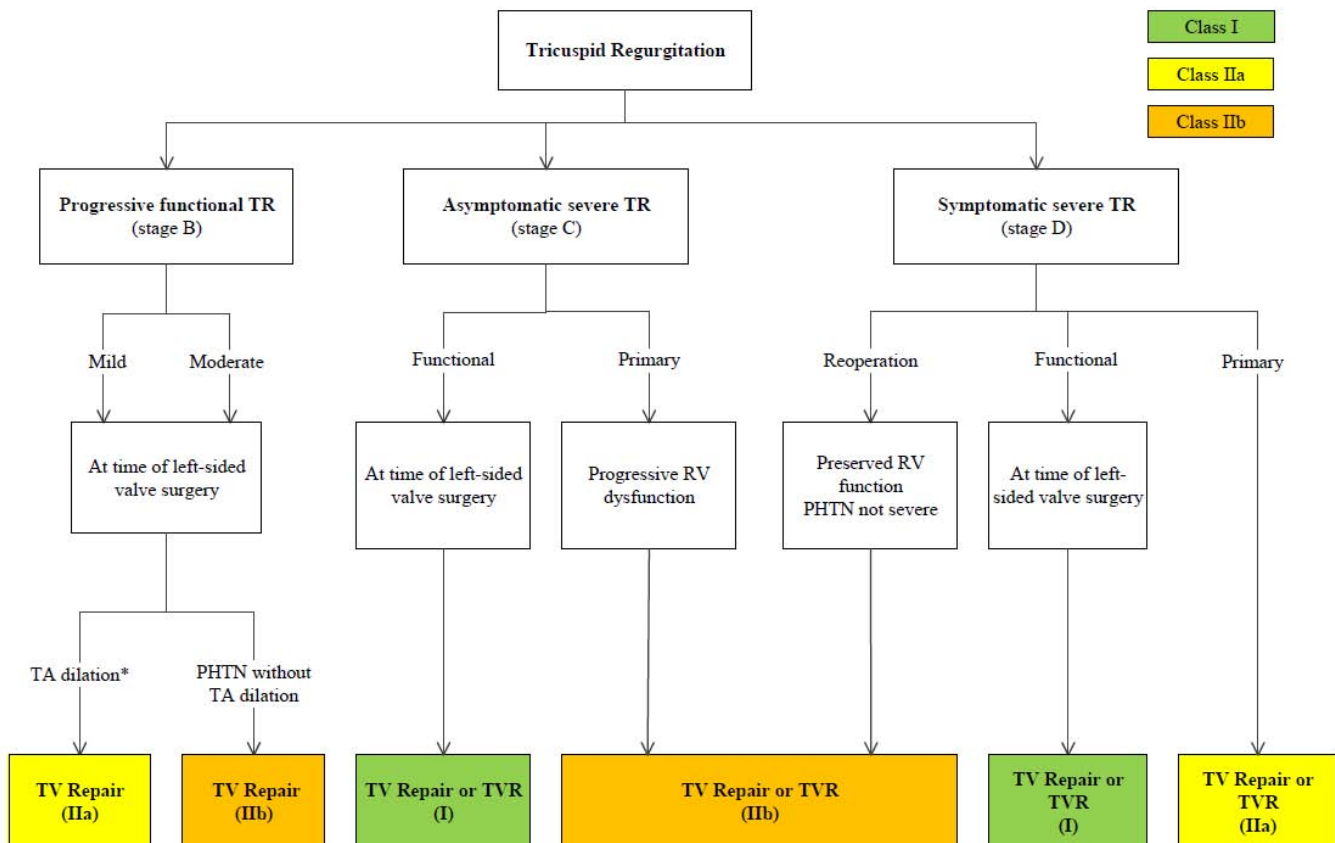 Tricuspid Regurgitation
Class I
Class IIa
Class IIb
Progressive functional TR
(stage B)
Asymptomatic severe TR
(stage C)
Symptomatic severe TR
(stage D)
Mild
Moderate
Functional
Primary
Reoperation
Functional
Primary
At time of left-sided
valve surgery
At time of left-sided
valve surgery
Progressive RV
dysfunction
Preserved RV
function
PHTN not severe
At time of left-
sided valve surgery
TA dilation*
PHTN without
TA dilation
TV Repair
(IIa)
TV Repair
(IIb)
TV Repair or TVR
(I)
TV Repair or TVR
(IIb)
TV Repair or
TVR
(I)
TV Repair or
TVR
(IIa)